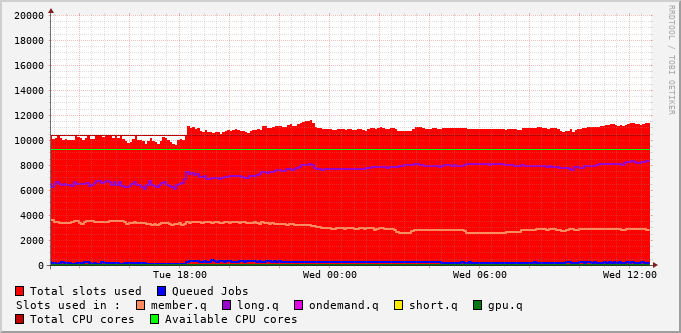 RRDTOOL / TOBI OETIKER
20000
18000
16000
14000
12000
10000
8000
6000
4000
2000
0
Tue 18:00 Wed 00:00 Wed 06:00 Wed 12:00
Total slots used Queued Jobs
Slots used in : member.q long.q ondemand.q short.q gpu.q
Total CPU cores Available CPU cores